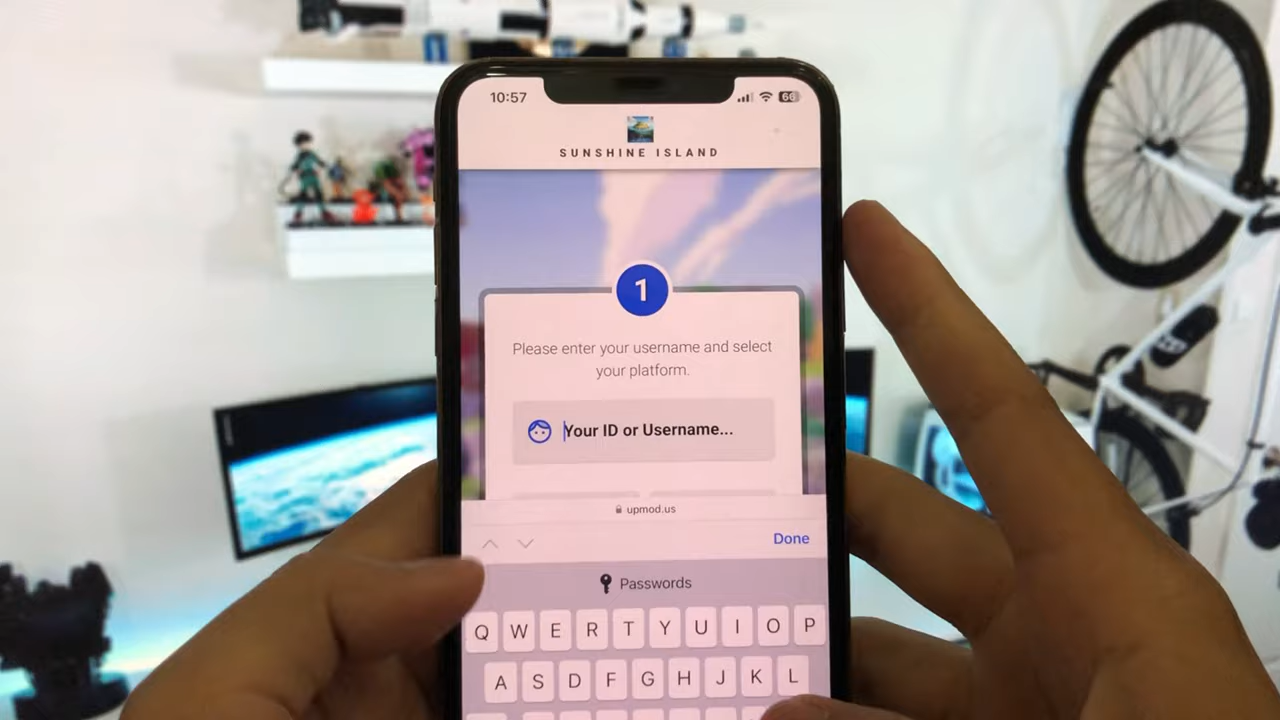 10:57
66
SUNSHINE ISLAND
1
Please enter your username and select
your platform.
Your ID or Username...
upmod.us
Done
Passwords
Q W E R T Y U I O P
A S D F G H J K L